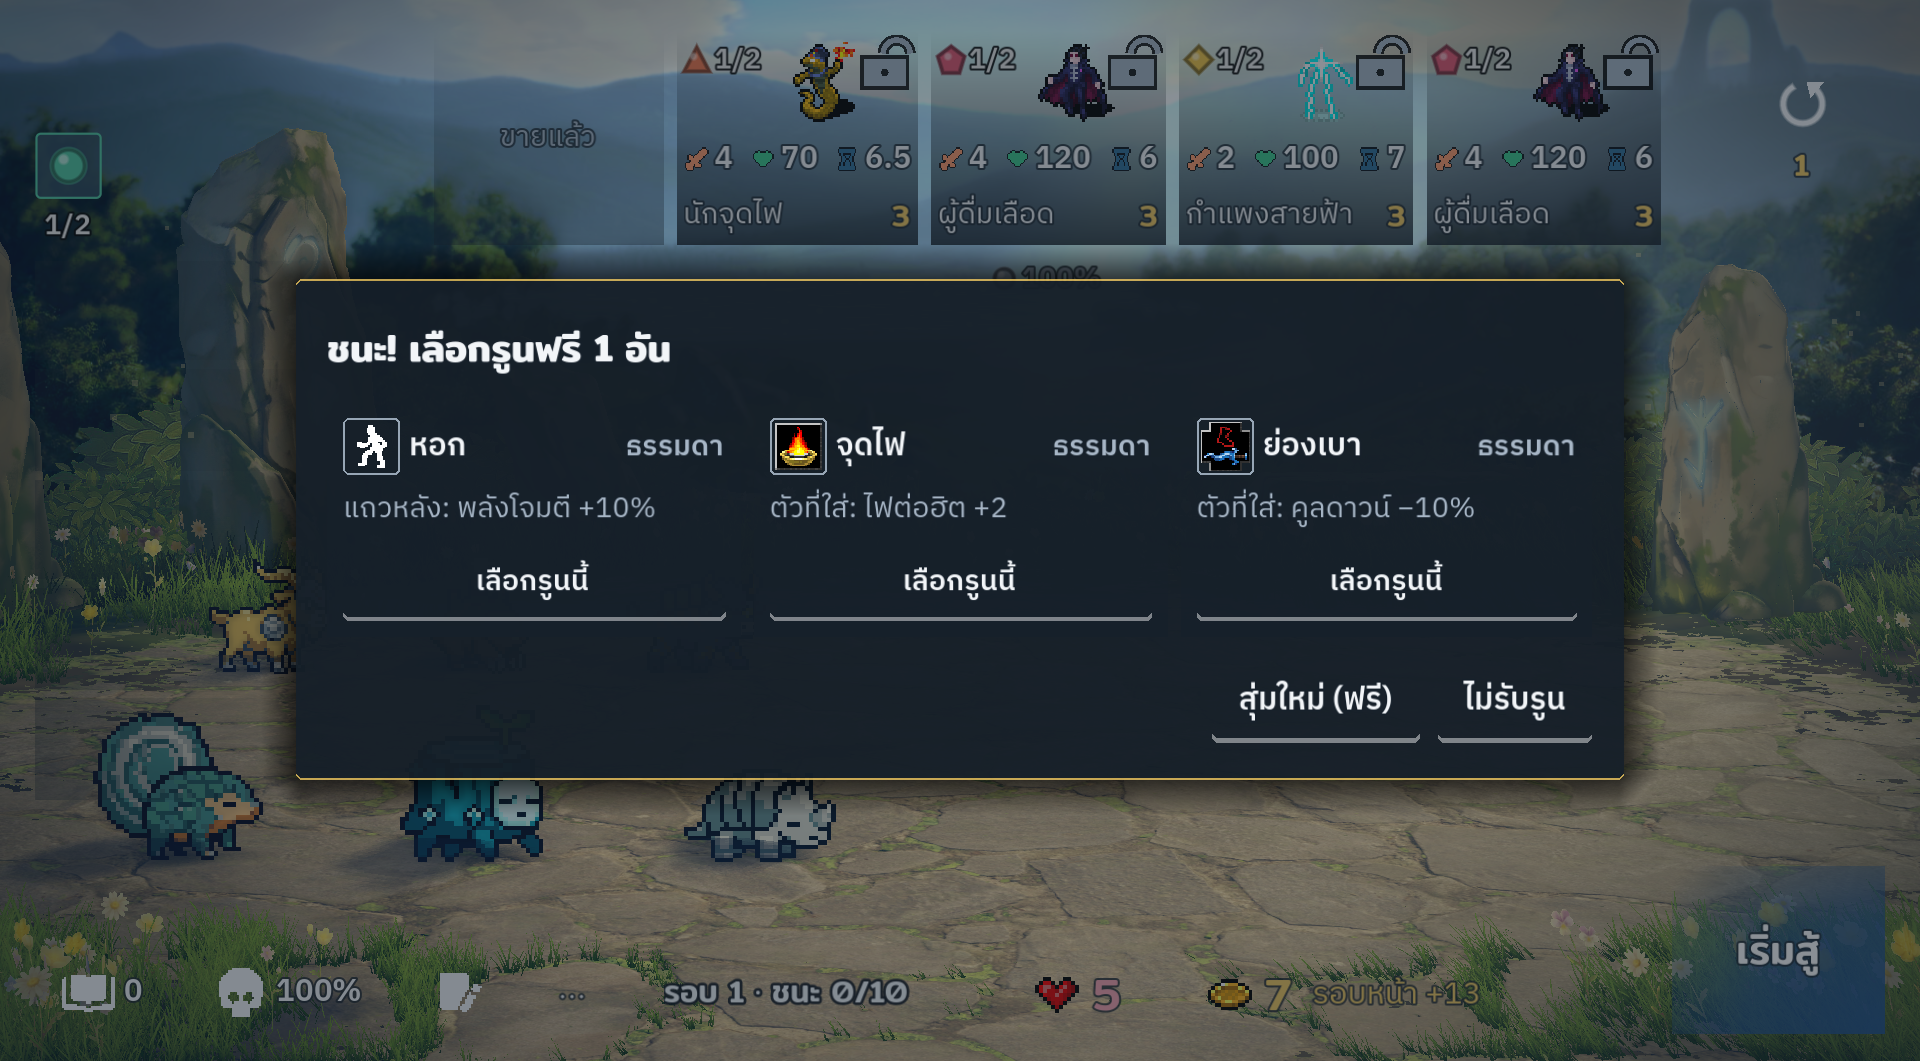 1/2
1/2
1/2
1/2
ขายแล้ว
4 70 6.5
4 120 6
2 100 7
4 120 6
1
1/2
นักจุดไฟ 3
ผู้ดื่มเลือด 3
กำแพงสายฟ้า 3
ผู้ดื่มเลือด 3
100%
ชนะ! เลือกรูนฟรี 1 อัน
หอก ธรรมดา
จุดไฟ ธรรมดา
ย่องเบา ธรรมดา
แถวหลัง: พลังโจมตี +10%
ตัวที่ใส่: ไฟต่อฮิต +2
ตัวที่ใส่: คูลดาวน์ −10%
เลือกรูนนี้
เลือกรูนนี้
เลือกรูนนี้
สุ่มใหม่ (ฟรี)
ไม่รับรูน
เริ่มสู้
0
100%
...
รอบ 1 · ชนะ 0/10
5
7 รอบหน้า +13